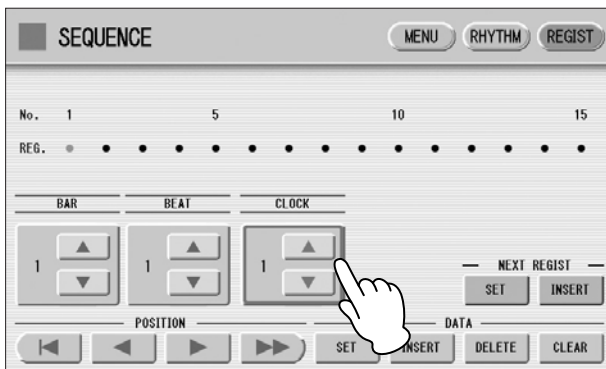 SEQUENCE MENU RHYTHM REGIST
No. 1 5 10 15
REG.
BAR BEAT CLOCK
1 1 1
NEXT REGIST
SET INSERT
POSITION DATA
SET INSERT DELETE CLEAR